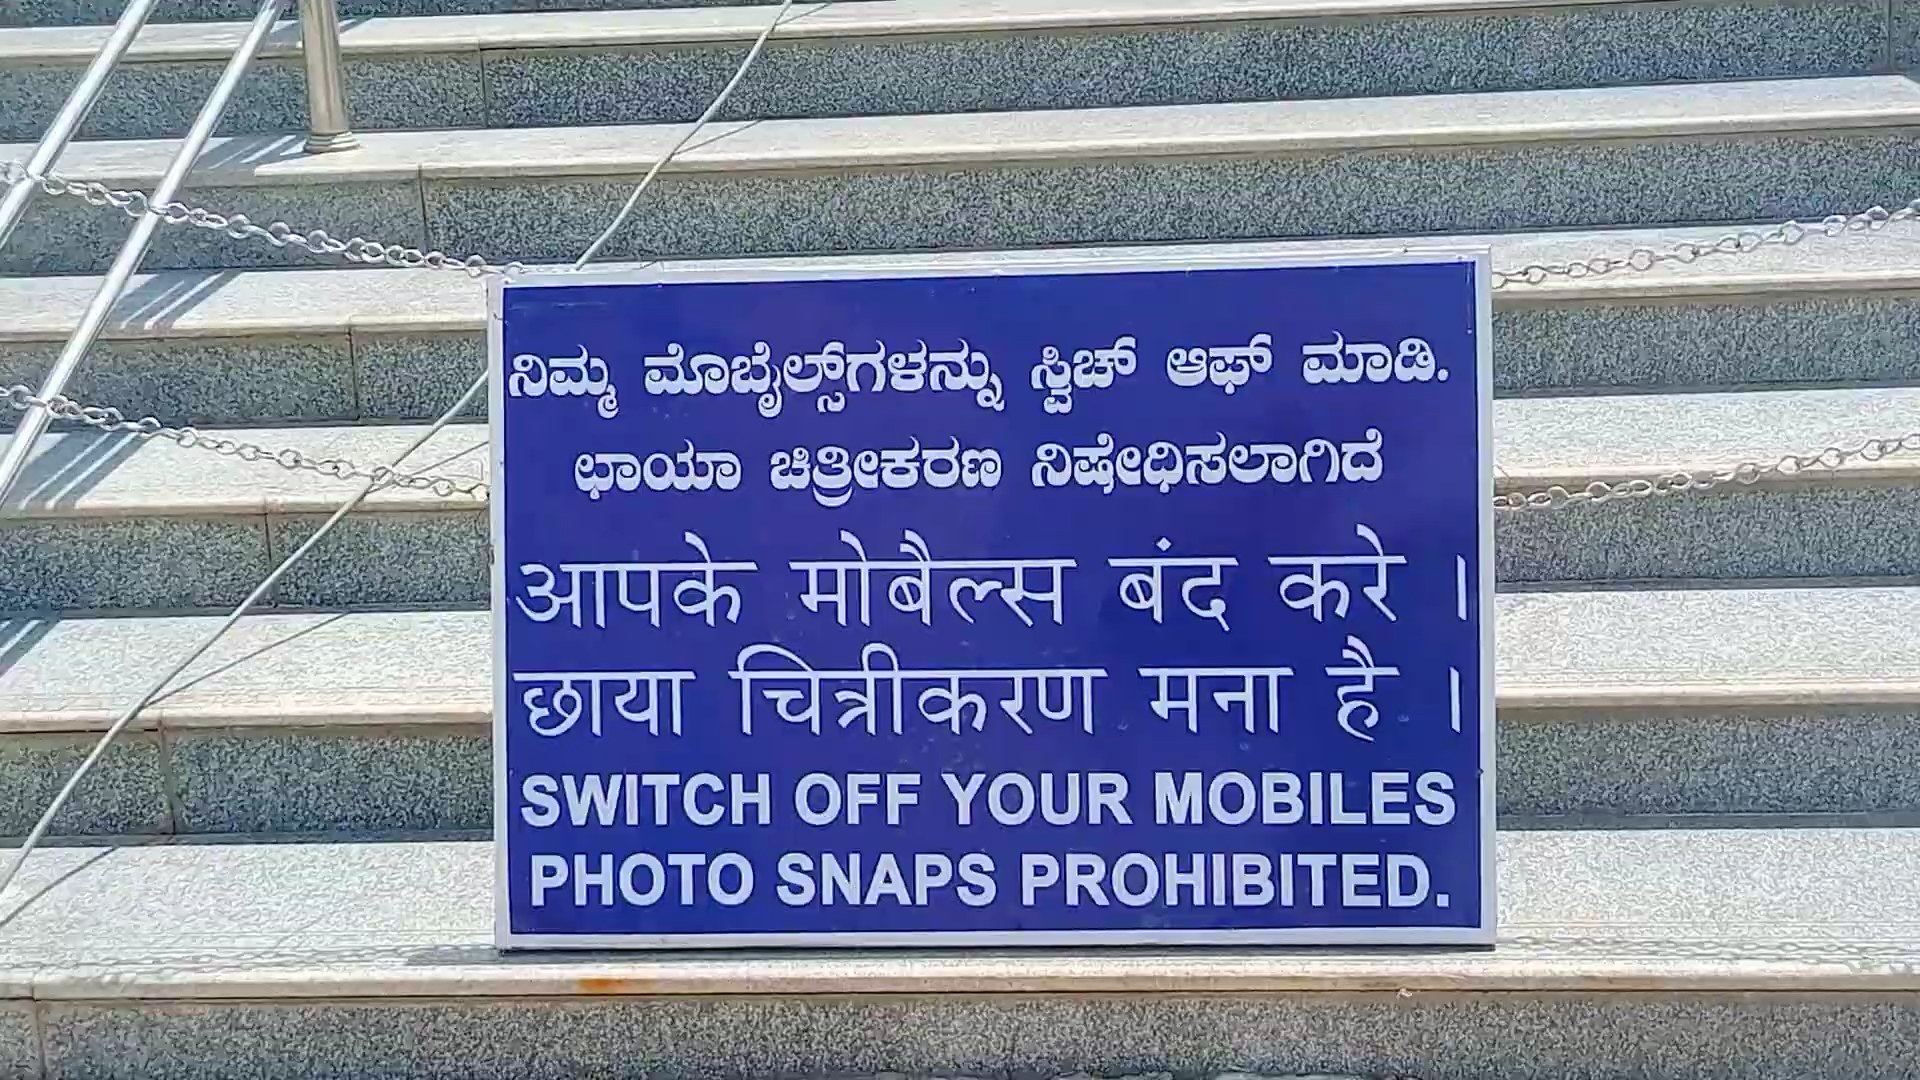 ನಿಮ್ಮ ಮೊಬೈಲ್ಸ್‌ಗಳನ್ನು ಸ್ವಿಚ್ ಆಫ್ ಮಾಡಿ.
ಛಾಯಾ ಚಿತ್ರೀಕರಣ ನಿಷೇಧಿಸಲಾಗಿದೆ
आपके मोबैल्स बंद करे ।
छाया चित्रीकरण मना है ।
SWITCH OFF YOUR MOBILES
PHOTO SNAPS PROHIBITED.